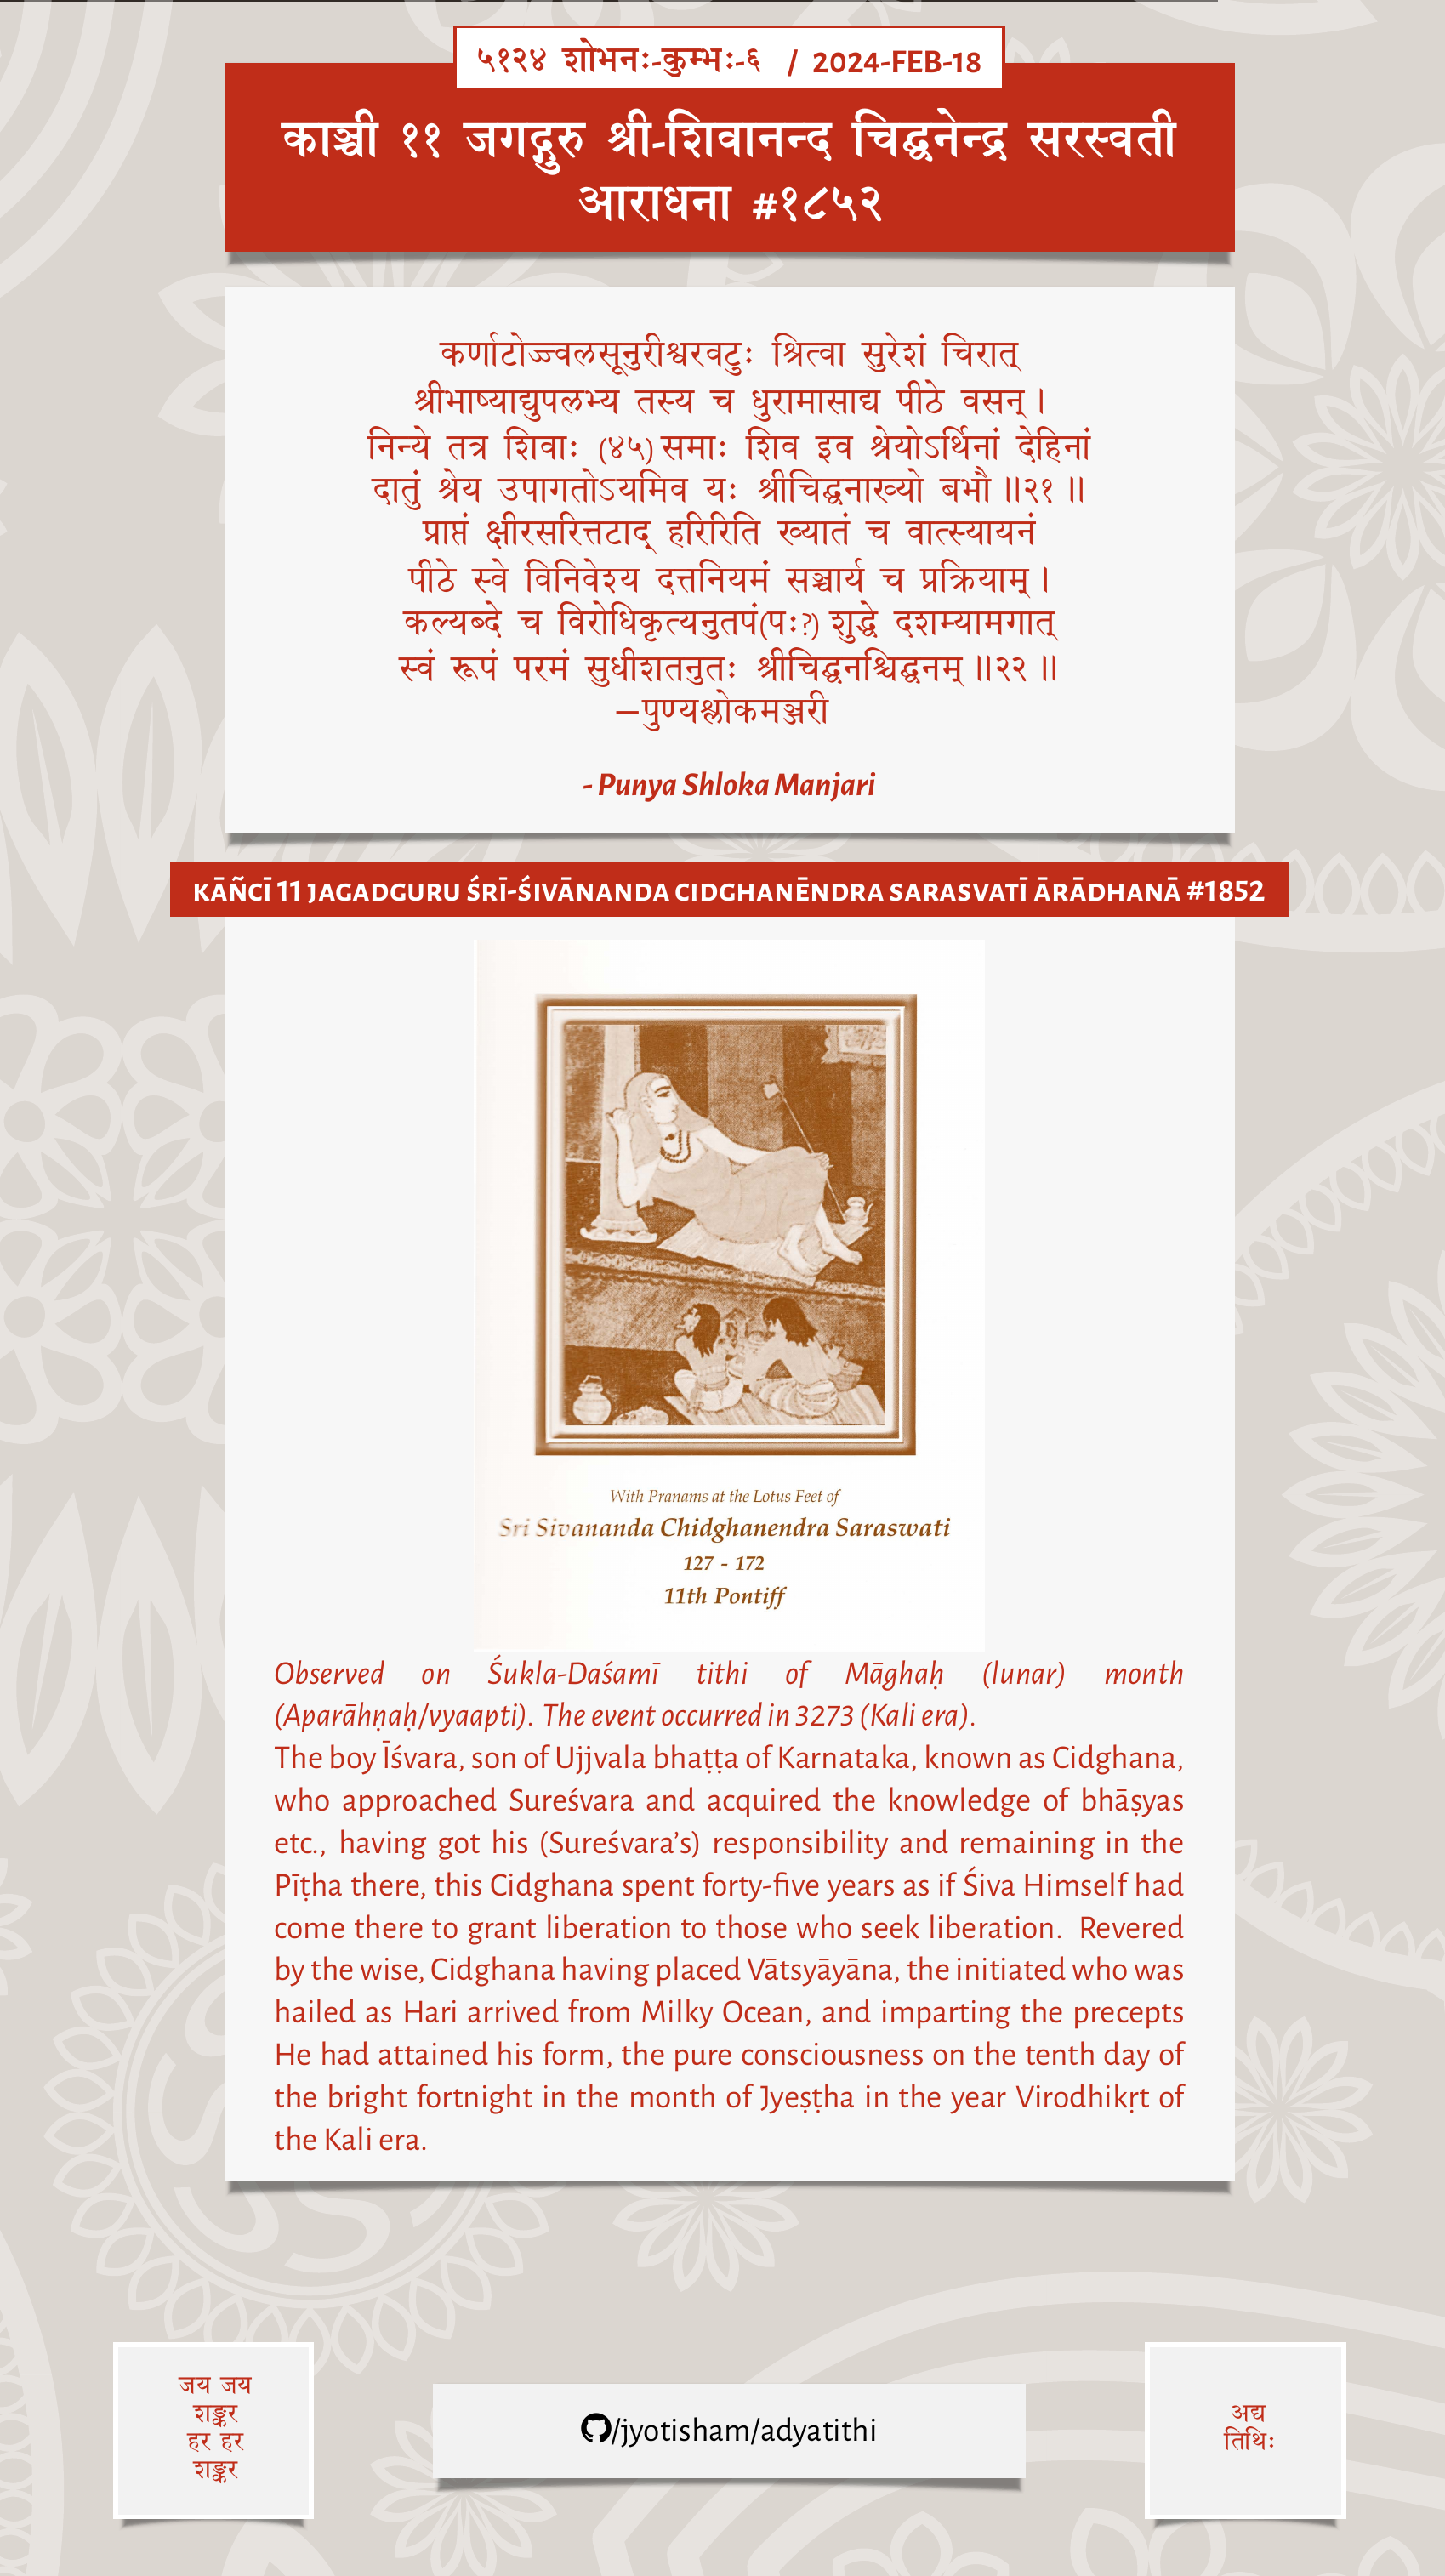 ५१२४ शोभनः-कुम्भः-६ / 2024-FEB-18
काञ्ची ११ जगद्गुरु श्री-शिवानन्द चिद्घनेन्द्र सरस्वती
आराधना #१८५२
कर्णाटोज्ज्वलसूनुरीश्वरवटुः श्रित्वा सुरेशं चिरात्
श्रीभाष्याद्युपलभ्य तस्य च धुरामासाद्य पीठे वसन् ।
निन्ये तत्र शिवाः (४५) समाः शिव इव श्रेयोऽर्थिनां देहिनां
दातुं श्रेय उपागतोऽयमिव यः श्रीचिद्घनाख्यो बभौ ॥२१ ॥
प्राप्तं क्षीरसरित्तटाद् हरिरिति ख्यातं च वात्स्यायनं
पीठे स्वे विनिवेश्य दत्तनियमं सञ्चार्य च प्रक्रियाम् ।
कल्यब्दे च विरोधिकृत्यनुतपं(पः?) शुद्धे दशम्यामगात्
स्वं रूपं परमं सुधीशतनुतः श्रीचिद्घनश्चिद्घनम् ॥२२ ॥
—पुण्यश्लोकमञ्जरी
- Punya Shloka Manjari
KĀÑCĪ 11 JAGADGURU ŚRĪ-ŚIVĀNANDA CIDGHANĒNDRA SARASVATĪ ĀRĀDHANĀ #1852
With Pranams at the Lotus Feet of
Sri Sivananda Chidghanendra Saraswati
127 - 172
11th Pontiff
Observed on Śukla-Daśamī tithi of Māghaḥ (lunar) month
(Aparāhṇaḥ/vyaapti). The event occurred in 3273 (Kali era).
The boy Īśvara, son of Ujjvala bhaṭṭa of Karnataka, known as Cidghana,
who approached Sureśvara and acquired the knowledge of bhāṣyas
etc., having got his (Sureśvara’s) responsibility and remaining in the
Pīṭha there, this Cidghana spent forty-five years as if Śiva Himself had
come there to grant liberation to those who seek liberation. Revered
by the wise, Cidghana having placed Vātsyāyāna, the initiated who was
hailed as Hari arrived from Milky Ocean, and imparting the precepts
He had attained his form, the pure consciousness on the tenth day of
the bright fortnight in the month of Jyeṣṭha in the year Virodhikṛt of
the Kali era.
जय जय
शङ्कर
हर हर
शङ्कर
/jyotisham/adyatithi
अद्य
तिथिः